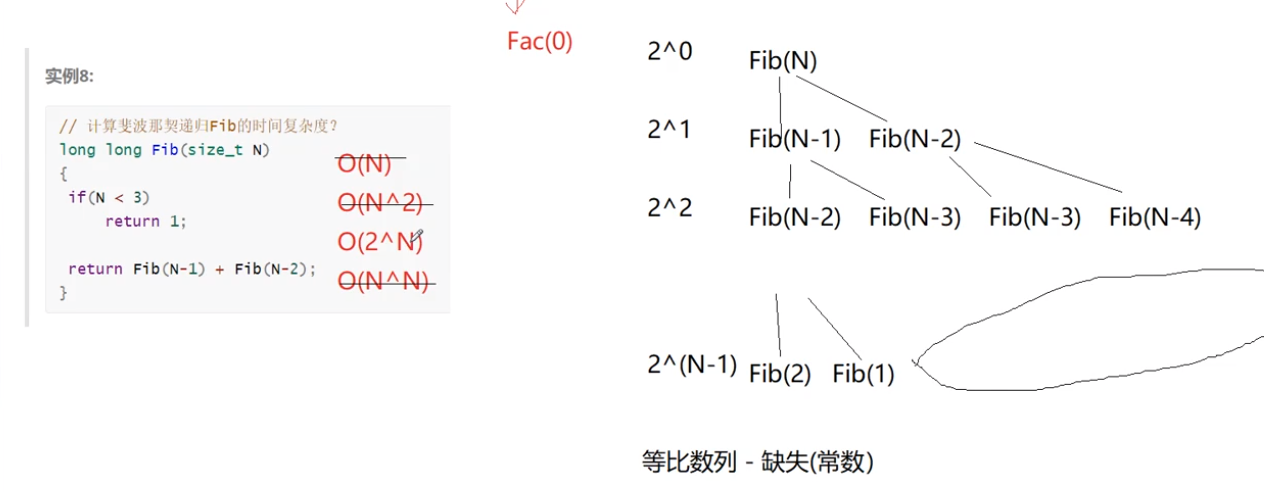 Fac(0)
实例8:
// 计算斐波那契递归Fib的时间复杂度?
long long Fib(size_t N)
{
if(N < 3)
return 1;
return Fib(N-1) + Fib(N-2);
}
O(N)
O(N^2)
O(2^N)
O(N^N)
2^0 Fib(N)
2^1 Fib(N-1) Fib(N-2)
2^2 Fib(N-2) Fib(N-3) Fib(N-3) Fib(N-4)
2^(N-1) Fib(2) Fib(1)
等比数列 - 缺失(常数)